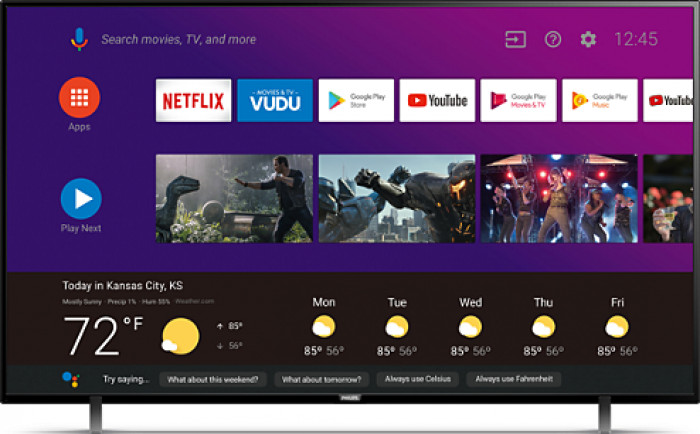 Search movies, TV, and more
12:45
Apps
NETFLIX
MOVIES & TV
VUDU
Google Play
Store
YouTube
Google Play
Movies & TV
Google Play
Music
YouTube
Play Next
Today in Kansas City, KS
Mostly Sunny · Precip 1% · Hum 55% · Weather.com
72°F
↑ 85°
↓ 56°
Mon
85° 56°
Tue
85° 56°
Wed
85° 56°
Thu
85° 56°
Fri
85° 56°
Try saying...
What about this weekend?
What about tomorrow?
Always use Celsius
Always use Fahrenheit
PHILIPS